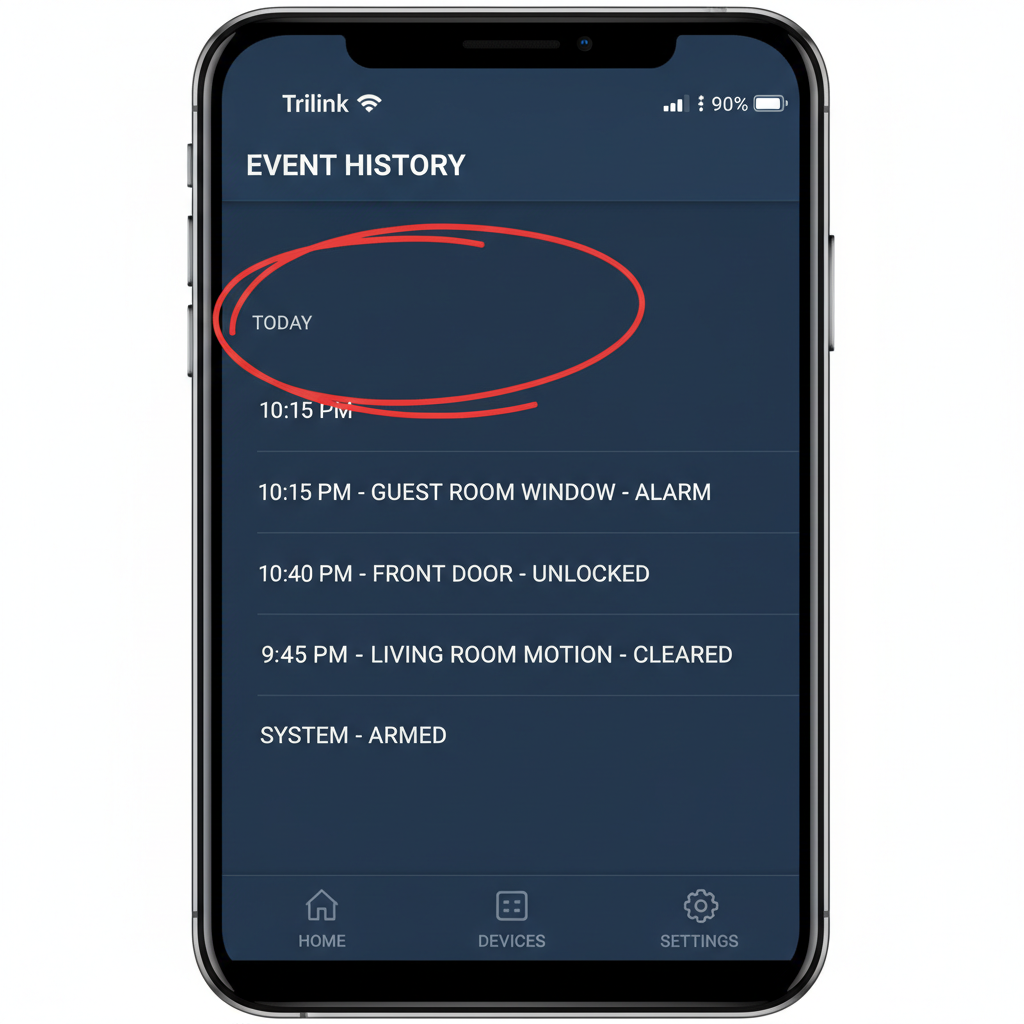 Trilink 90%
EVENT HISTORY
TODAY
10:15 PM
10:15 PM - GUEST ROOM WINDOW - ALARM
10:40 PM - FRONT DOOR - UNLOCKED
9:45 PM - LIVING ROOM MOTION - CLEARED
SYSTEM - ARMED
HOME DEVICES SETTINGS